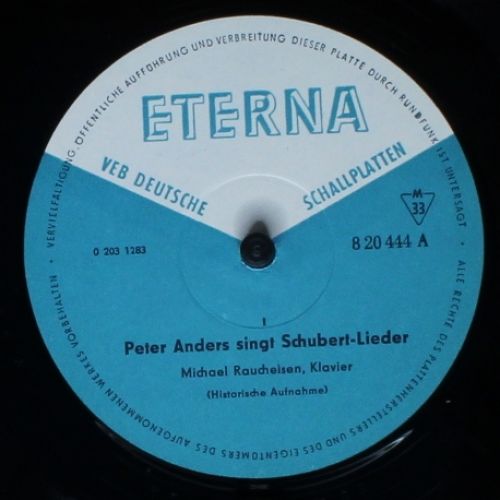 VERVIELFÄLTIGUNG, ÖFFENTLICHE AUFFÜHRUNG UND VERBREITUNG DIESER PLATTE DURCH RUNDFUNK IST UNTERSAGT • ALLE RECHTE DES PLATTENHERSTELLERS UND DES EIGENTÜMERS DES AUFGENOMMENEN WERKES VORBEHALTEN •
ETERNA
VEB DEUTSCHE SCHALLPLATTEN
M
33
0 203 1283
8 20 444 A
I
Peter Anders singt Schubert-Lieder
Michael Raucheisen, Klavier
(Historische Aufnahme)